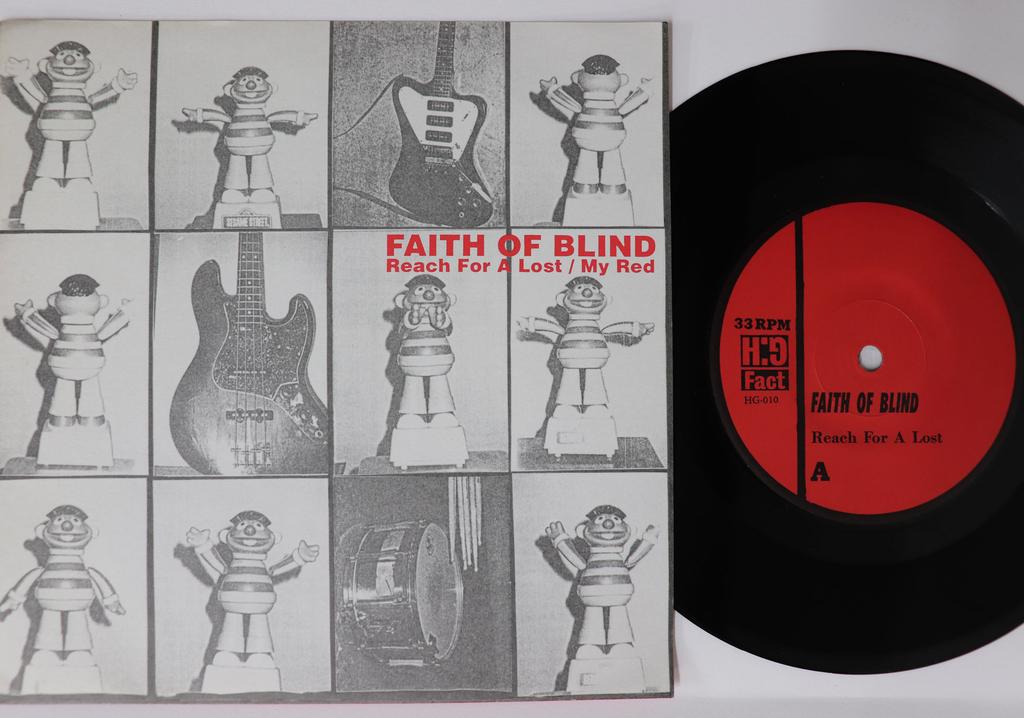 SESAME STREET
FAITH OF BLIND
Reach For A Lost / My Red
33 RPM
H:G
Fact
HG-010
FAITH OF BLIND
Reach For A Lost
A